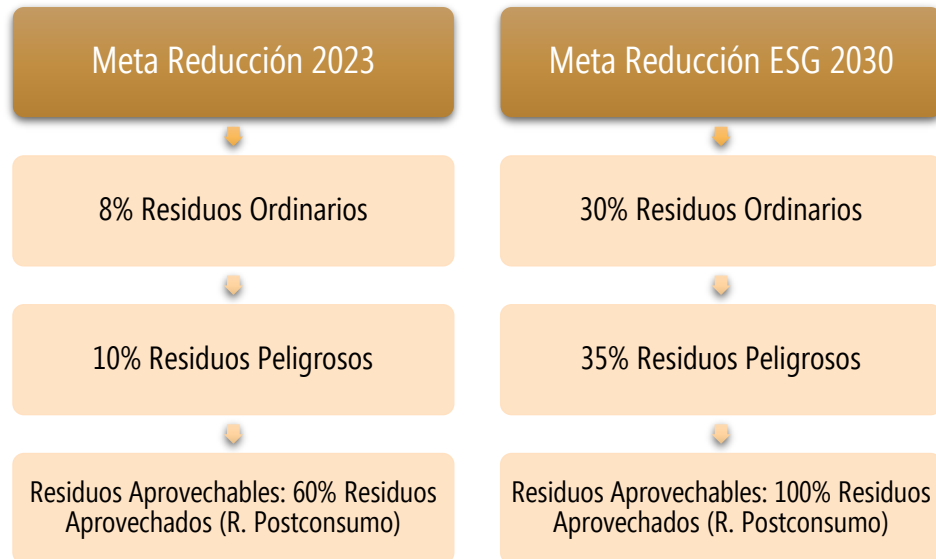 Meta Reducción 2023
8% Residuos Ordinarios
10% Residuos Peligrosos
Residuos Aprovechables: 60% Residuos
Aprovechados (R. Postconsumo)
Meta Reducción ESG 2030
30% Residuos Ordinarios
35% Residuos Peligrosos
Residuos Aprovechables: 100% Residuos
Aprovechados (R. Postconsumo)